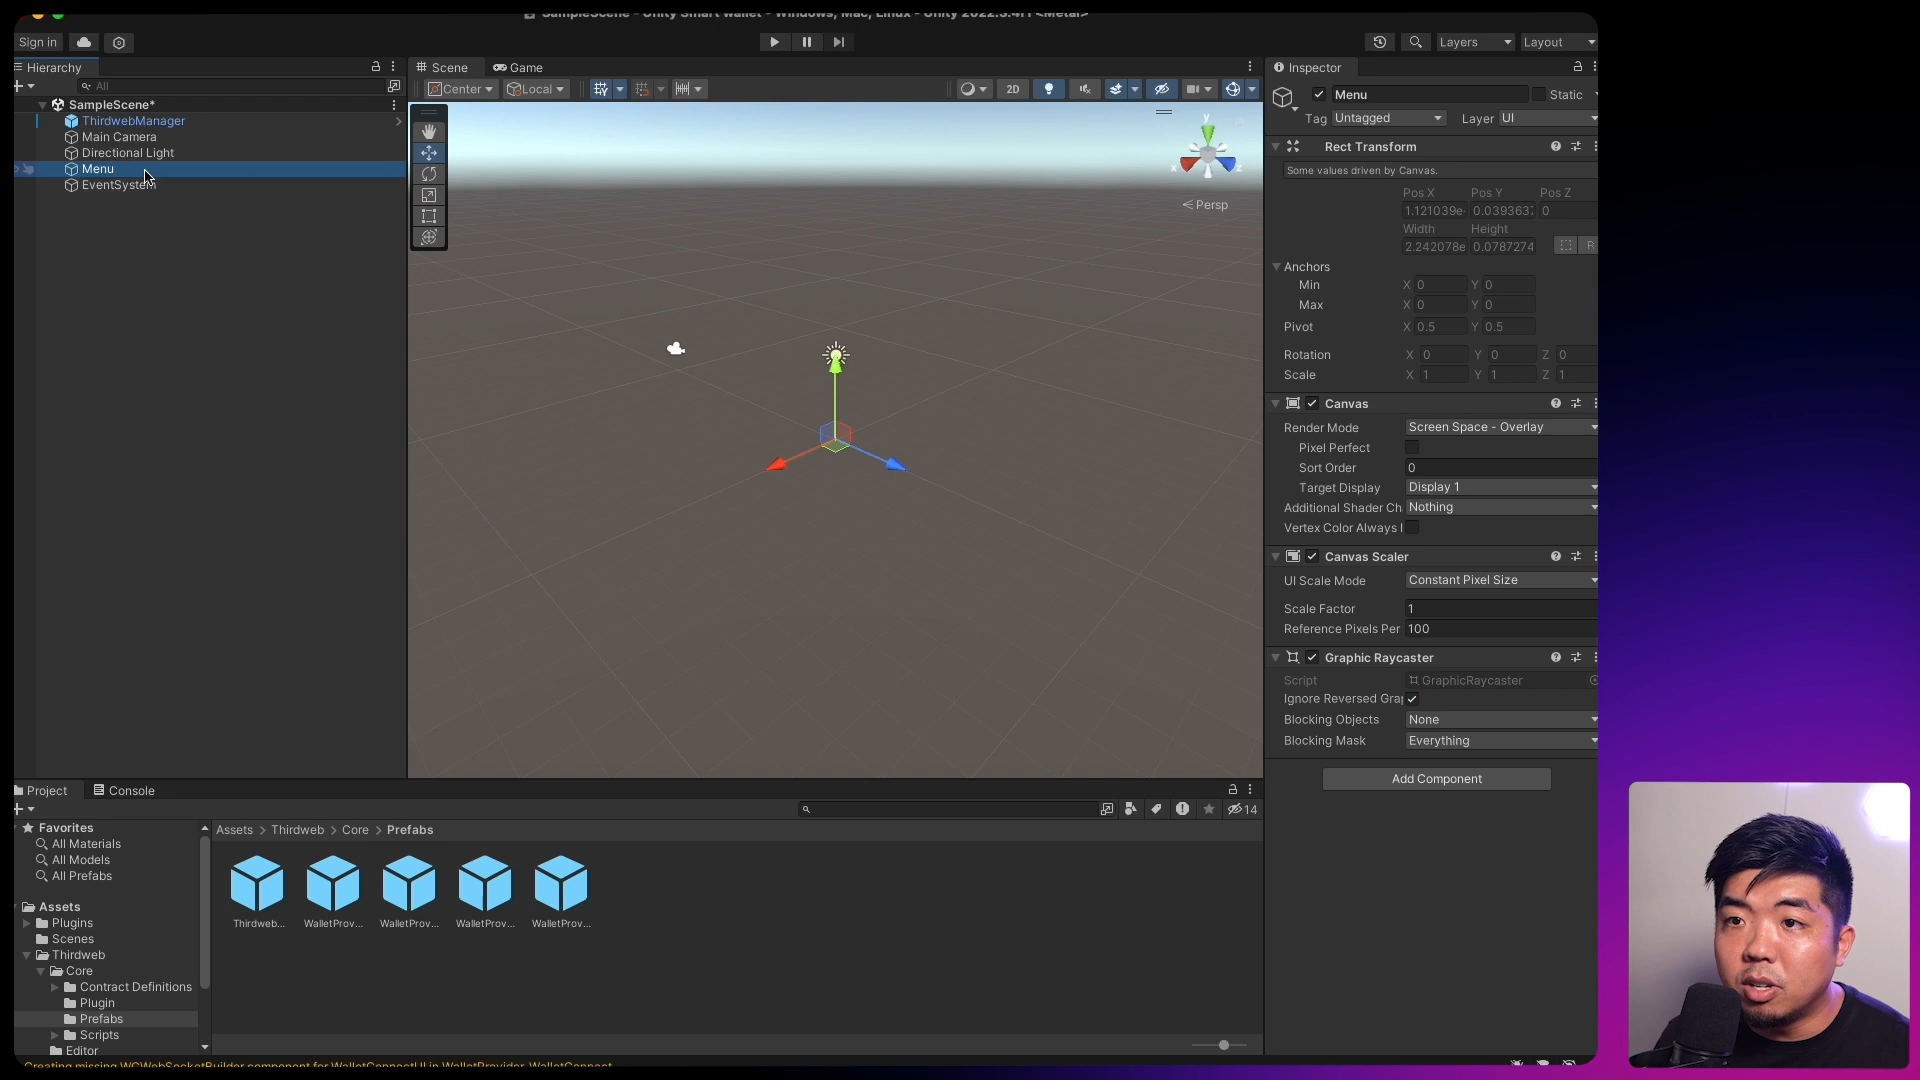 SampleScene - Unity Smart Wallet - Windows, Mac, Linux - Unity 2022.3.4f1 <Metal>
Sign in
Layers
Layout
Hierarchy
All
SampleScene*
ThirdwebManager
Main Camera
Directional Light
Menu
EventSystem
Scene
Game
Center
Local
2D
y
x
z
Persp
Inspector
Menu
Static
Tag
Untagged
Layer
UI
Rect Transform
Some values driven by Canvas.
Pos X
Pos Y
Pos Z
1.121039e-
0.039363
0
Width
Height
2.242078e
0.0787274
R
Anchors
Min
X 0
Y 0
Max
X 0
Y 0
Pivot
X 0.5
Y 0.5
Rotation
X 0
Y 0
Z 0
Scale
X 1
Y 1
Z 1
Canvas
Render Mode
Screen Space - Overlay
Pixel Perfect
Sort Order
0
Target Display
Display 1
Additional Shader Ch
Nothing
Vertex Color Always I
Canvas Scaler
UI Scale Mode
Constant Pixel Size
Scale Factor
1
Reference Pixels Per
100
Graphic Raycaster
Script
GraphicRaycaster
Ignore Reversed Gra
Blocking Objects
None
Blocking Mask
Everything
Add Component
Project
Console
14
Favorites
All Materials
All Models
All Prefabs
Assets
Plugins
Scenes
Thirdweb
Core
Contract Definitions
Plugin
Prefabs
Scripts
Editor
Assets > Thirdweb > Core > Prefabs
Thirdweb...
WalletProv...
WalletProv...
WalletProv...
WalletProv...
Creating missing WCWebSocketBuilder component for WalletConnectUI in WalletProvider_WalletConnect